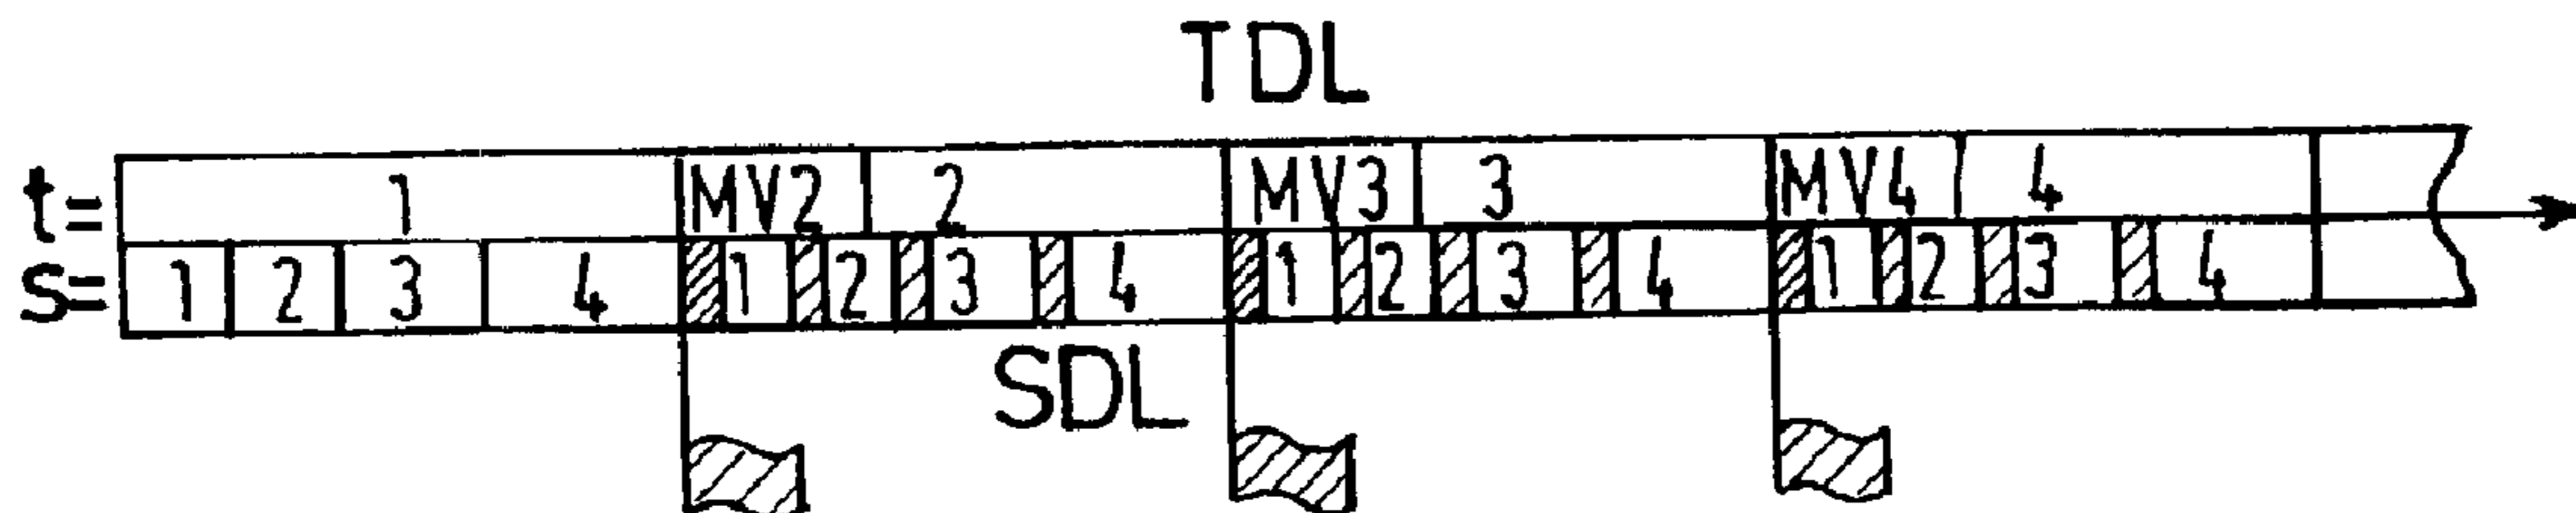 TDL
t= 1 MV2 2 MV3 3 MV4 4
s= 1 2 3 4 1 2 3 4 1 2 3 4 1 2 3 4
SDL